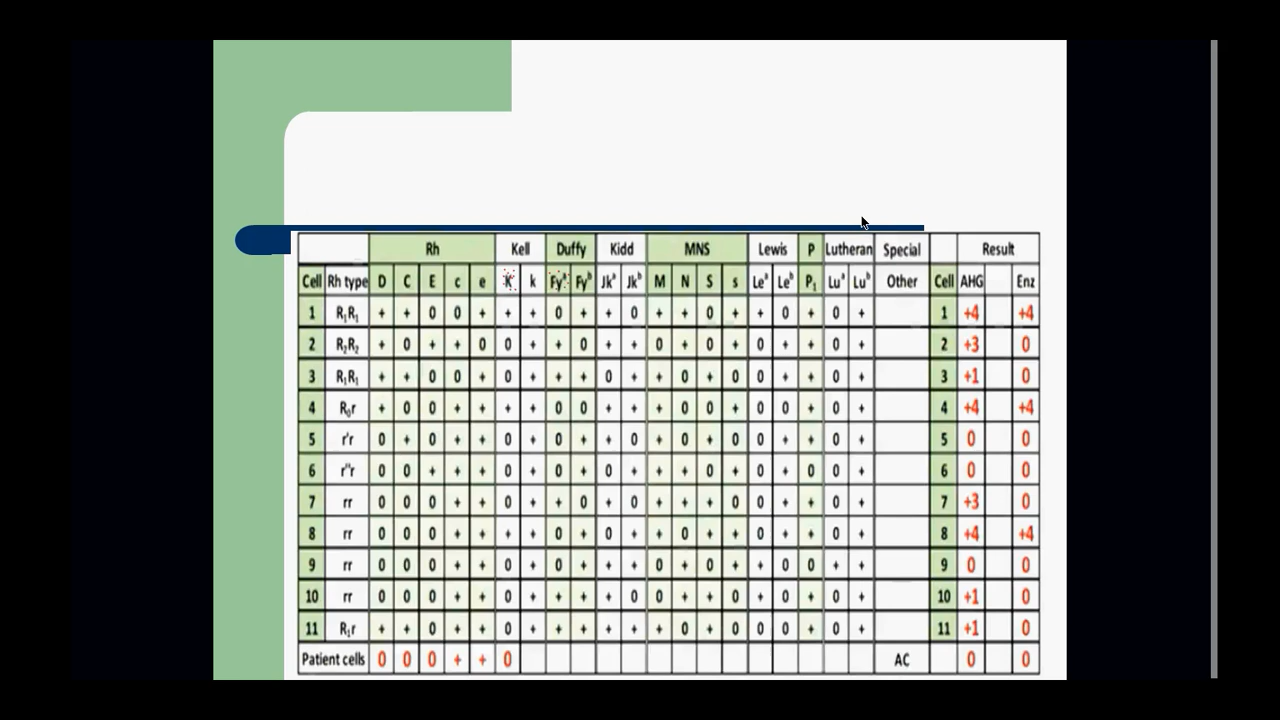 Rh Kell Duffy Kidd MNS Lewis P Lutheran Special Result
Cell Rh type D C E c e K k Fyᵃ Fyᵇ Jkᵃ Jkᵇ M N S s Leᵃ Leᵇ P₁ Luᵃ Luᵇ Other Cell AHG Enz
1 R₁R₁ + + 0 0 + + + 0 + + 0 + + 0 + + 0 + 0 + 1 +4 +4
2 R₂R₂ + 0 + + 0 0 + + 0 + + 0 + 0 + 0 + + 0 + 2 +3 0
3 R₁R₁ + + 0 0 + 0 + + + 0 + + 0 + 0 0 + + 0 + 3 +1 0
4 R₀r + 0 0 + + + + 0 0 + + + 0 0 + 0 0 + 0 + 4 +4 +4
5 r'r 0 + 0 + + 0 + 0 + + 0 + 0 + 0 0 + + 0 + 5 0 0
6 r"r 0 0 + + + 0 + 0 + 0 + + + 0 + 0 + 0 0 + 6 0 0
7 rr 0 0 0 + + 0 + + 0 + 0 + + + 0 0 + + 0 + 7 +3 0
8 rr 0 0 0 + + + + 0 + 0 + + 0 + + 0 + + 0 + 8 +4 +4
9 rr 0 0 0 + + 0 + 0 + + + 0 + 0 + + 0 0 + + 9 0 0
10 rr 0 0 0 + + 0 + + + + 0 0 + + 0 + 0 + 0 + 10 +1 0
11 R₁r + + 0 + + 0 + + + + + + 0 + 0 0 0 + 0 + 11 +1 0
Patient cells 0 0 0 + + 0 AC 0 0